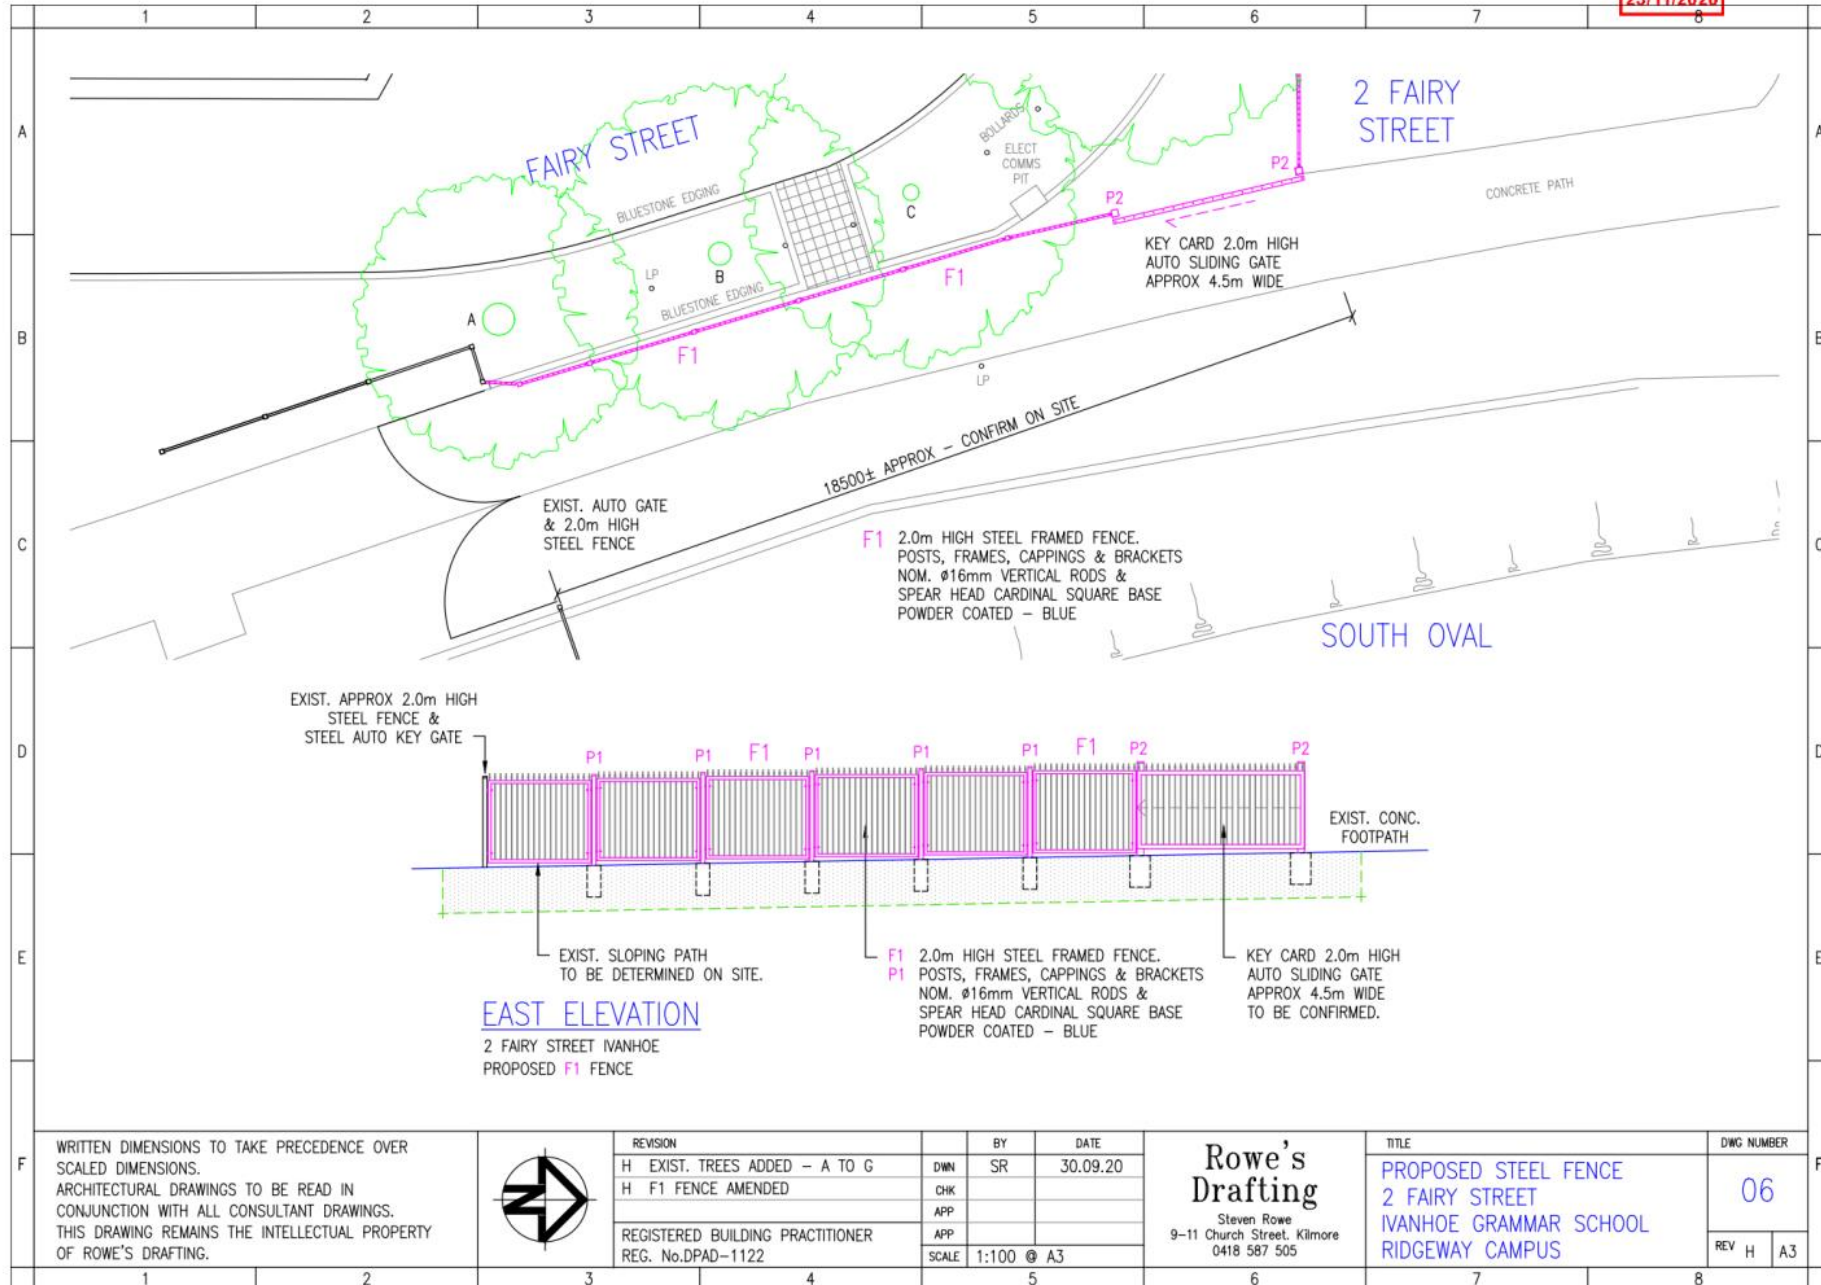 23/11/2020
1 2 3 4 5 6 7 8
A
B
C
D
E
F
A
B
C
D
E
F
FAIRY STREET
2 FAIRY
STREET
BLUESTONE EDGING
BOLLARDS
ELECT
COMMS
PIT
C
P2
P2
CONCRETE PATH
KEY CARD 2.0m HIGH
AUTO SLIDING GATE
APPROX 4.5m WIDE
LP
B
BLUESTONE EDGING
F1
A
F1
LP
18500± APPROX - CONFIRM ON SITE
EXIST. AUTO GATE
& 2.0m HIGH
STEEL FENCE
F1 2.0m HIGH STEEL FRAMED FENCE.
POSTS, FRAMES, CAPPINGS & BRACKETS
NOM. ø16mm VERTICAL RODS &
SPEAR HEAD CARDINAL SQUARE BASE
POWDER COATED - BLUE
SOUTH OVAL
EXIST. APPROX 2.0m HIGH
STEEL FENCE &
STEEL AUTO KEY GATE
P1 P1 F1 P1 P1 P1 F1 P2 P2
EXIST. CONC.
FOOTPATH
EXIST. SLOPING PATH
TO BE DETERMINED ON SITE.
F1 2.0m HIGH STEEL FRAMED FENCE.
P1 POSTS, FRAMES, CAPPINGS & BRACKETS
NOM. ø16mm VERTICAL RODS &
SPEAR HEAD CARDINAL SQUARE BASE
POWDER COATED - BLUE
KEY CARD 2.0m HIGH
AUTO SLIDING GATE
APPROX 4.5m WIDE
TO BE CONFIRMED.
EAST ELEVATION
2 FAIRY STREET IVANHOE
PROPOSED F1 FENCE
WRITTEN DIMENSIONS TO TAKE PRECEDENCE OVER
SCALED DIMENSIONS.
ARCHITECTURAL DRAWINGS TO BE READ IN
CONJUNCTION WITH ALL CONSULTANT DRAWINGS.
THIS DRAWING REMAINS THE INTELLECTUAL PROPERTY
OF ROWE'S DRAFTING.
N
REVISION
H EXIST. TREES ADDED - A TO G
H F1 FENCE AMENDED
REGISTERED BUILDING PRACTITIONER
REG. No.DPAD-1122
BY DATE
DWN SR 30.09.20
CHK
APP
APP
SCALE 1:100 @ A3
Rowe's
Drafting
Steven Rowe
9-11 Church Street. Kilmore
0418 587 505
TITLE
PROPOSED STEEL FENCE
2 FAIRY STREET
IVANHOE GRAMMAR SCHOOL
RIDGEWAY CAMPUS
DWG NUMBER
06
REV H A3
1 2 3 4 5 6 7 8